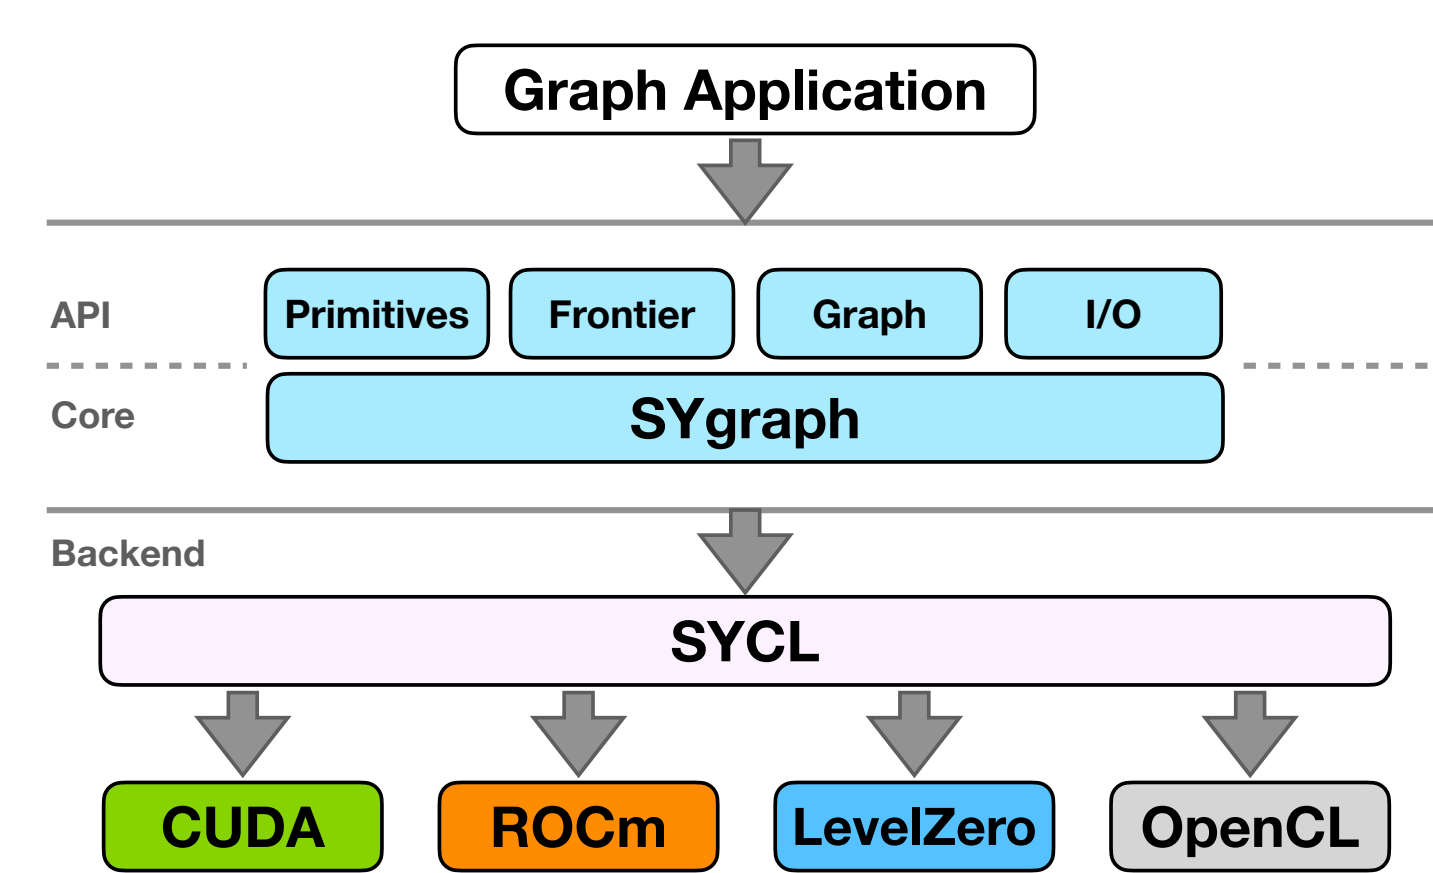 Graph Application
API
Primitives
Frontier
Graph
I/O
Core
SYgraph
Backend
SYCL
CUDA
ROCm
LevelZero
OpenCL